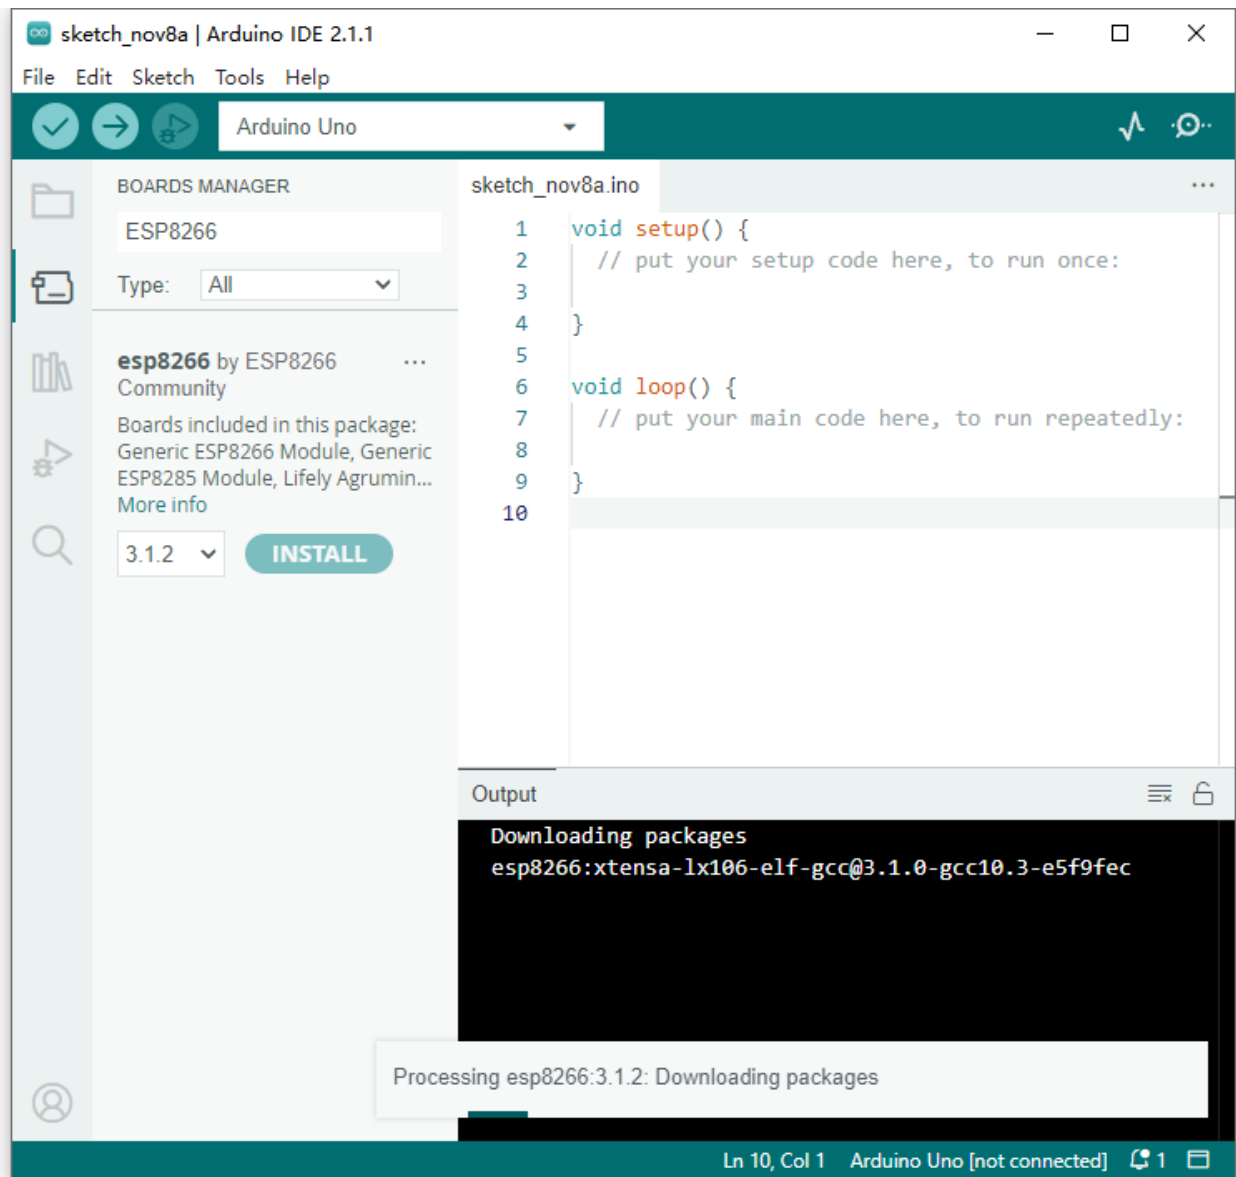 sketch_nov8a | Arduino IDE 2.1.1
File Edit Sketch Tools Help
Arduino Uno
BOARDS MANAGER
ESP8266
Type: All
esp8266 by ESP8266
Community
Boards included in this package:
Generic ESP8266 Module, Generic
ESP8285 Module, Lifely Agrumin...
More info
3.1.2 INSTALL
sketch_nov8a.ino
1 void setup() {
2 // put your setup code here, to run once:
3
4 }
5
6 void loop() {
7 // put your main code here, to run repeatedly:
8
9 }
10
Output
Downloading packages
esp8266:xtensa-lx106-elf-gcc@3.1.0-gcc10.3-e5f9fec
Processing esp8266:3.1.2: Downloading packages
Ln 10, Col 1 Arduino Uno [not connected] 1